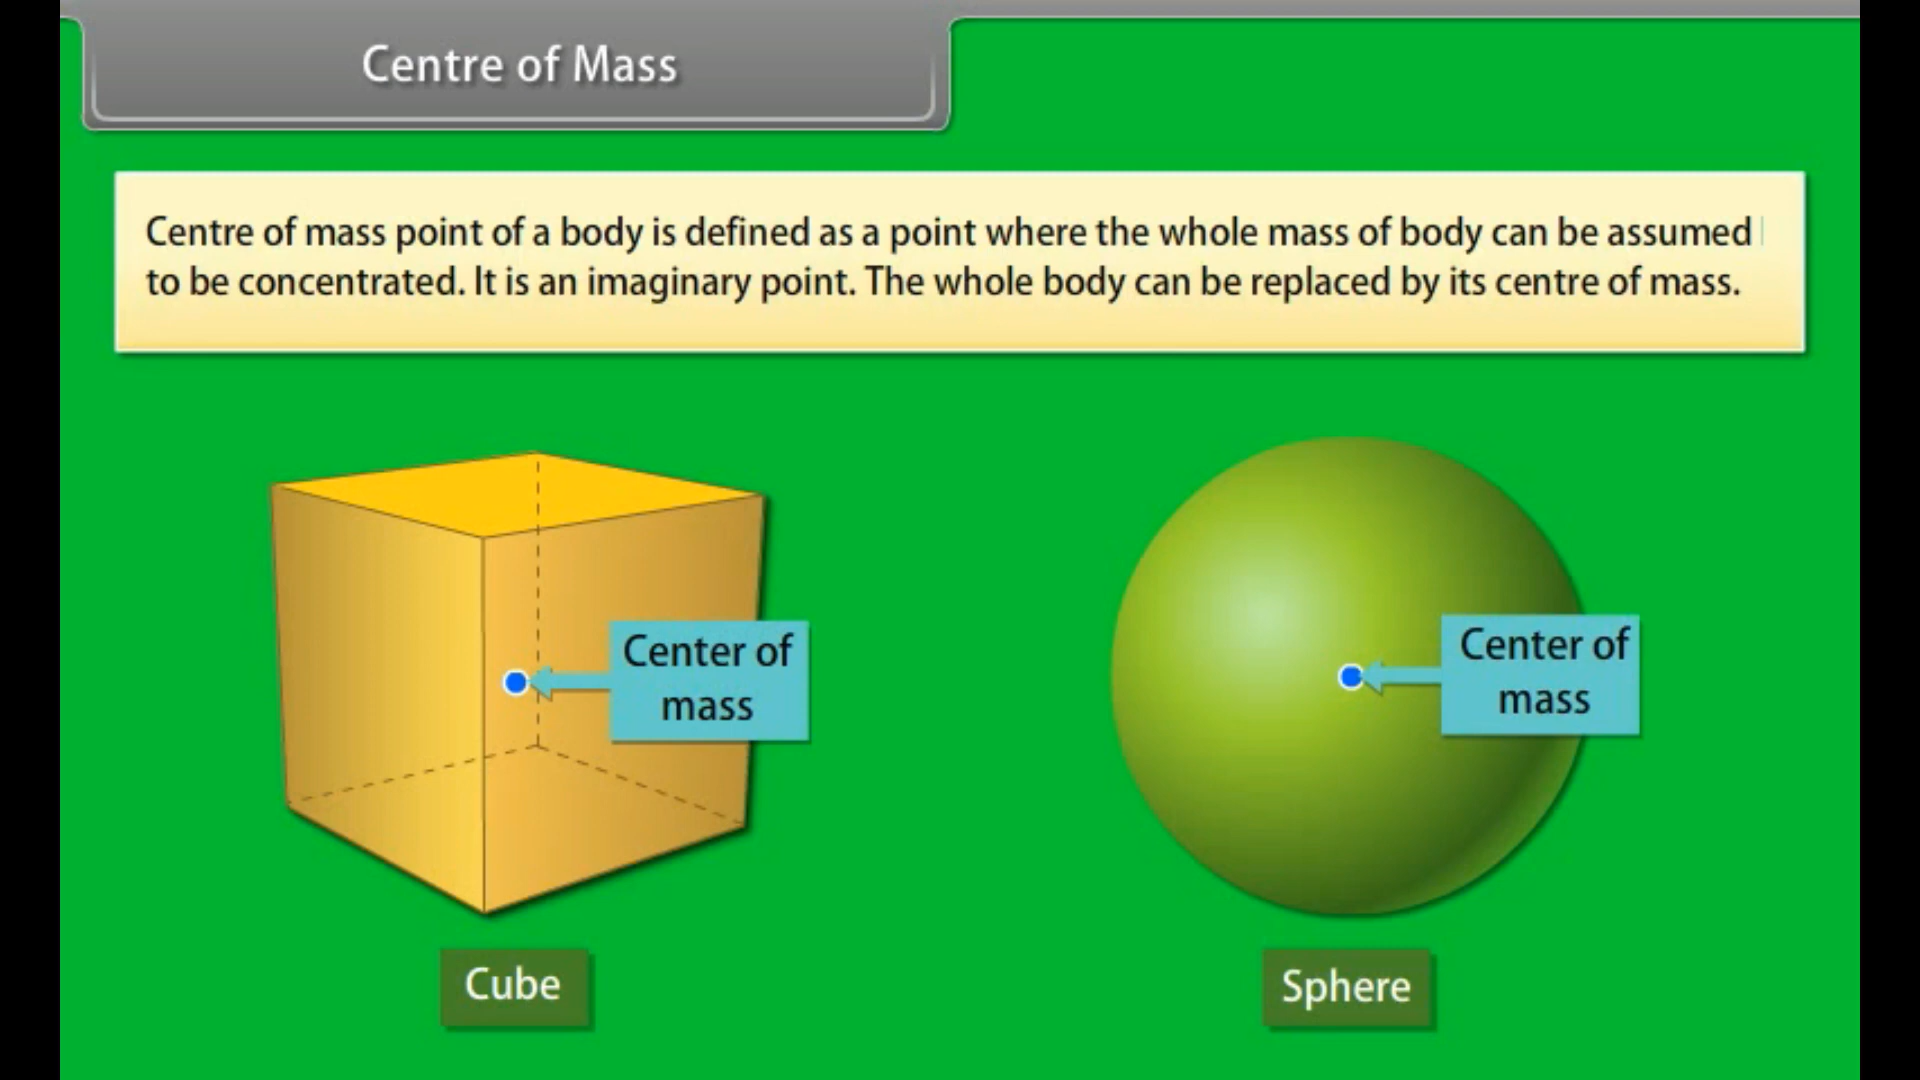 Centre of Mass
Centre of mass point of a body is defined as a point where the whole mass of body can be assumed
to be concentrated. It is an imaginary point. The whole body can be replaced by its centre of mass.
Center of
mass
Center of
mass
Cube
Sphere